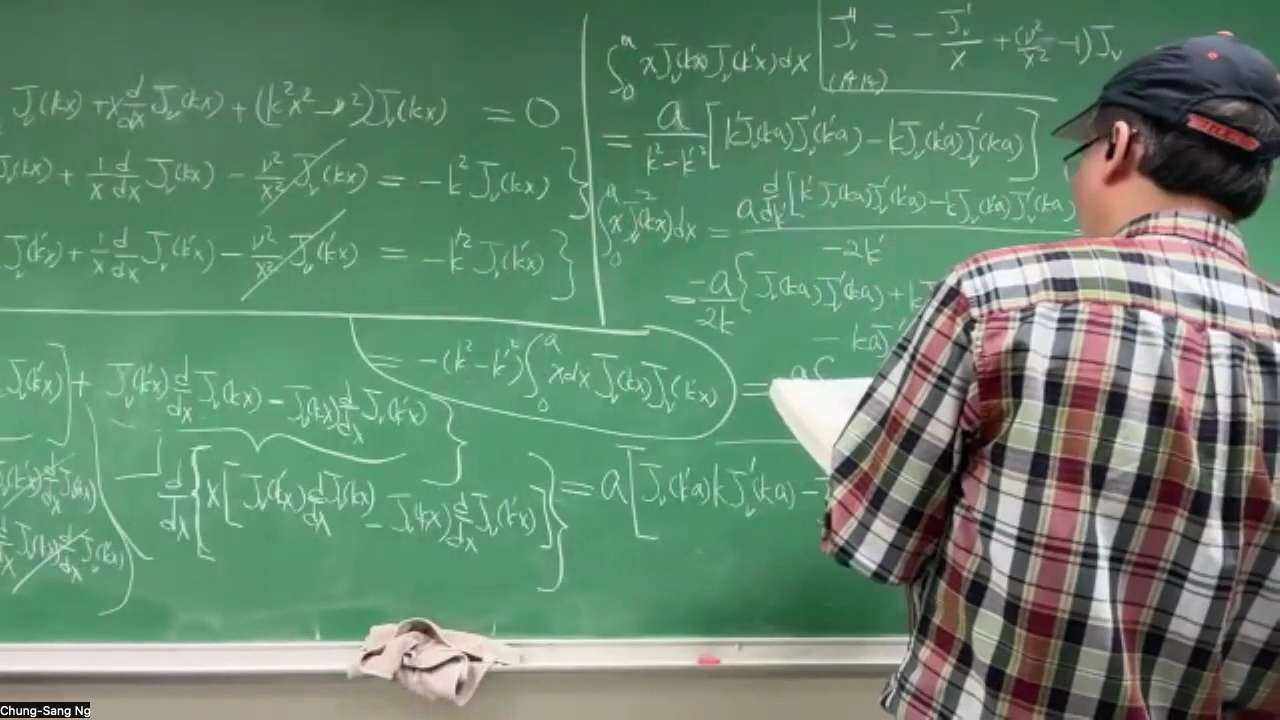 J(kx) + x d/dx J_ν(kx) + (k²x² - ν²) J_ν(kx) = 0
J_ν(kx) + 1/x d/dx J_ν(kx) - ν²/x² J_ν(kx) = -k² J_ν(kx) }
J_ν(k'x) + 1/x d/dx J_ν(k'x) - ν²/x² J_ν(k'x) = -k'² J_ν(k'x) }
∫₀ᵃ x J_ν(kx) J_ν(k'x) dx
J_ν'' = - J_ν'/x + (ν²/x² - 1) J_ν
= a/(k² - k'²) [k' J_ν(ka) J_ν'(k'a) - k J_ν(k'a) J_ν'(ka)]
∫₀ᵃ x J_ν²(kx) dx = a d/dk' [k' J_ν(ka) J_ν'(k'a) - k J_ν(k'a) J_ν'(ka)
-2k'
= -a/2k { J_ν(ka) J_ν'(ka) + k
- ka J
= -(k² - k'²) ∫₀ᵃ x dx J_ν(kx) J_ν(k'x) =
J_ν(k'x)] + J_ν(k'x) d/dx J_ν(kx) - J_ν(kx) d/dx J_ν(k'x) }
d/dx { x [ J_ν(k'x) d/dx J_ν(kx) - J_ν(kx) d/dx J_ν(k'x) ] } = a [ J_ν(k'a) k J_ν'(ka) -
Chung-Sang Ng